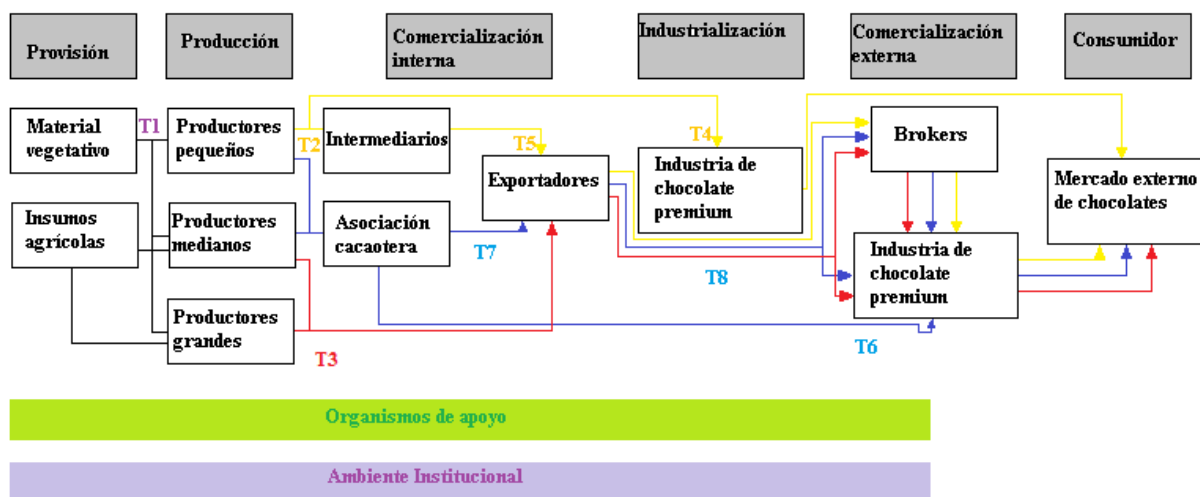 Provisión
Producción
Comercialización
interna
Industrialización
Comercialización
externa
Consumidor
Material
vegetativo
T1
Productores
pequeños
T2
Intermediarios
T5
Exportadores
T4
Industria de
chocolate
premium
Brokers
Mercado externo
de chocolates
Insumos
agrícolas
Productores
medianos
Asociación
cacaotera
T7
T8
Industria de
chocolate
premium
Productores
grandes
T3
T6
Organismos de apoyo
Ambiente Institucional